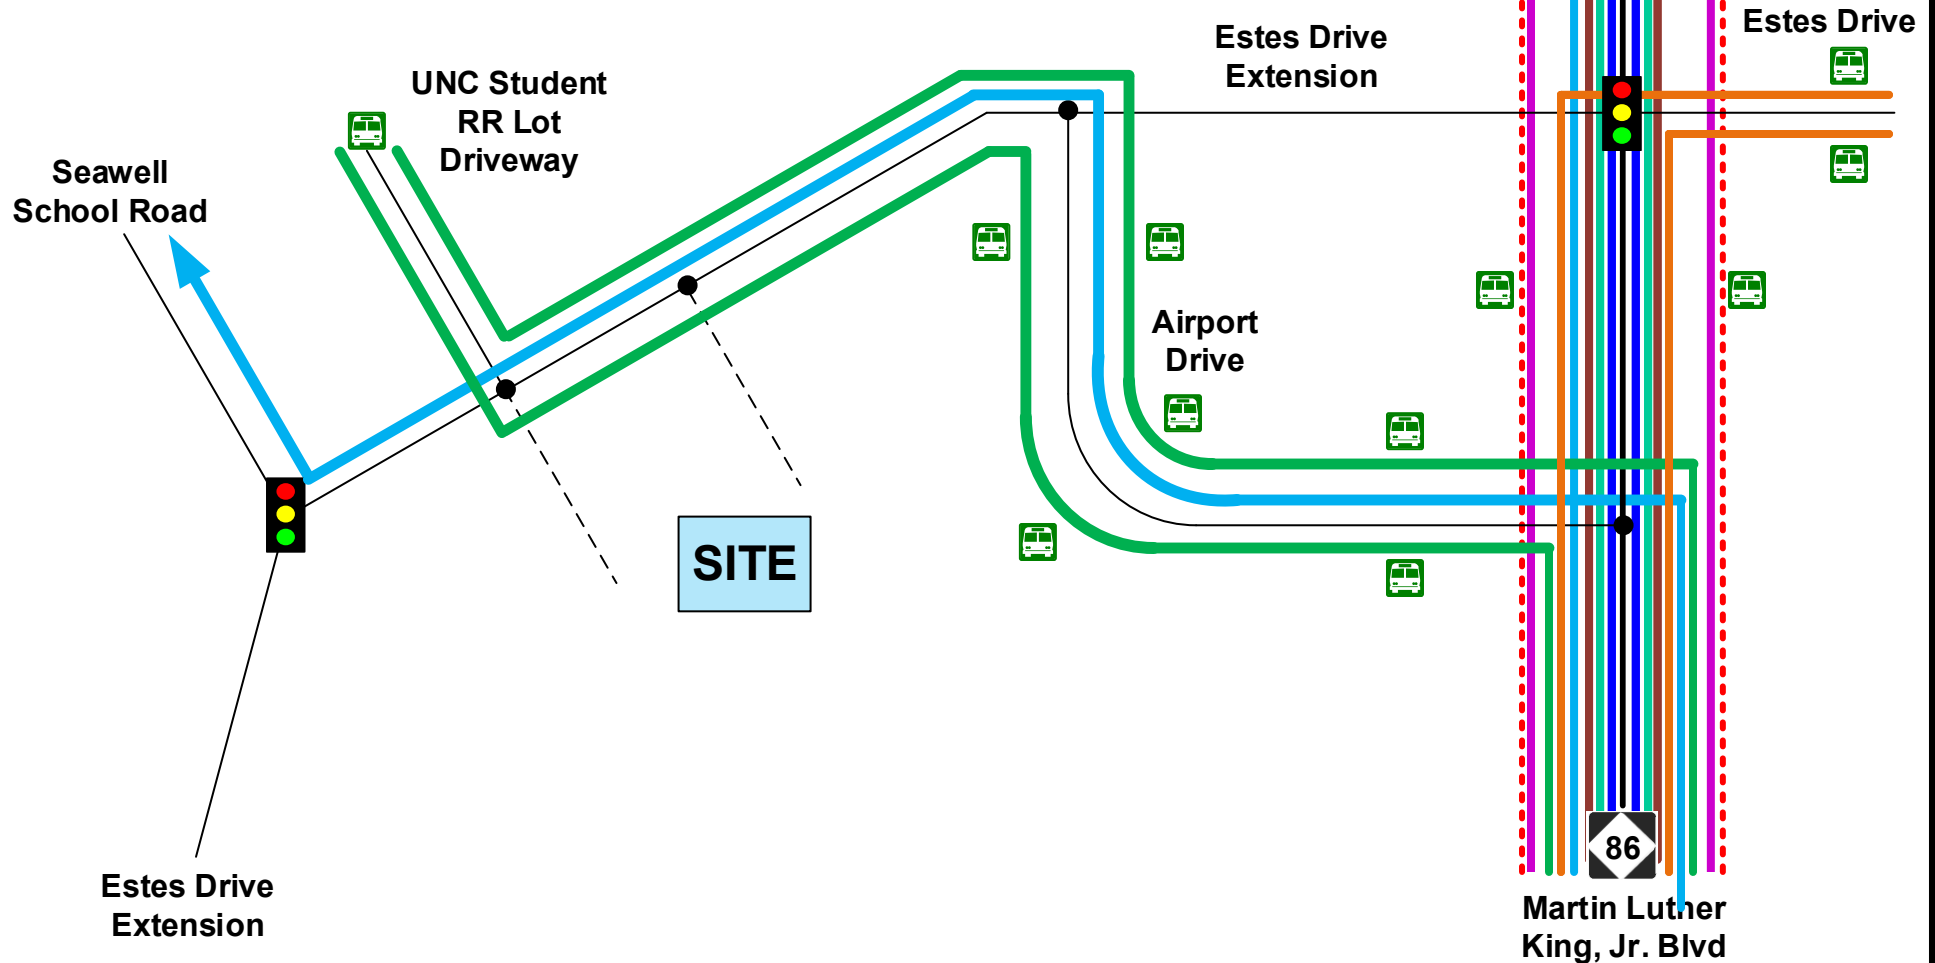 Estes Drive
Estes Drive
Extension
UNC Student
RR Lot
Driveway
Seawell
School Road
Airport
Drive
SITE
86
Estes Drive
Extension
Martin Luther
King, Jr. Blvd